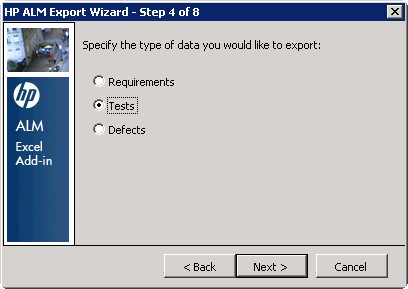 HP ALM Export Wizard - Step 4 of 8
Specify the type of data you would like to export:
Requirements
Tests
Defects
hp
ALM
Excel
Add-in
< Back
Next >
Cancel